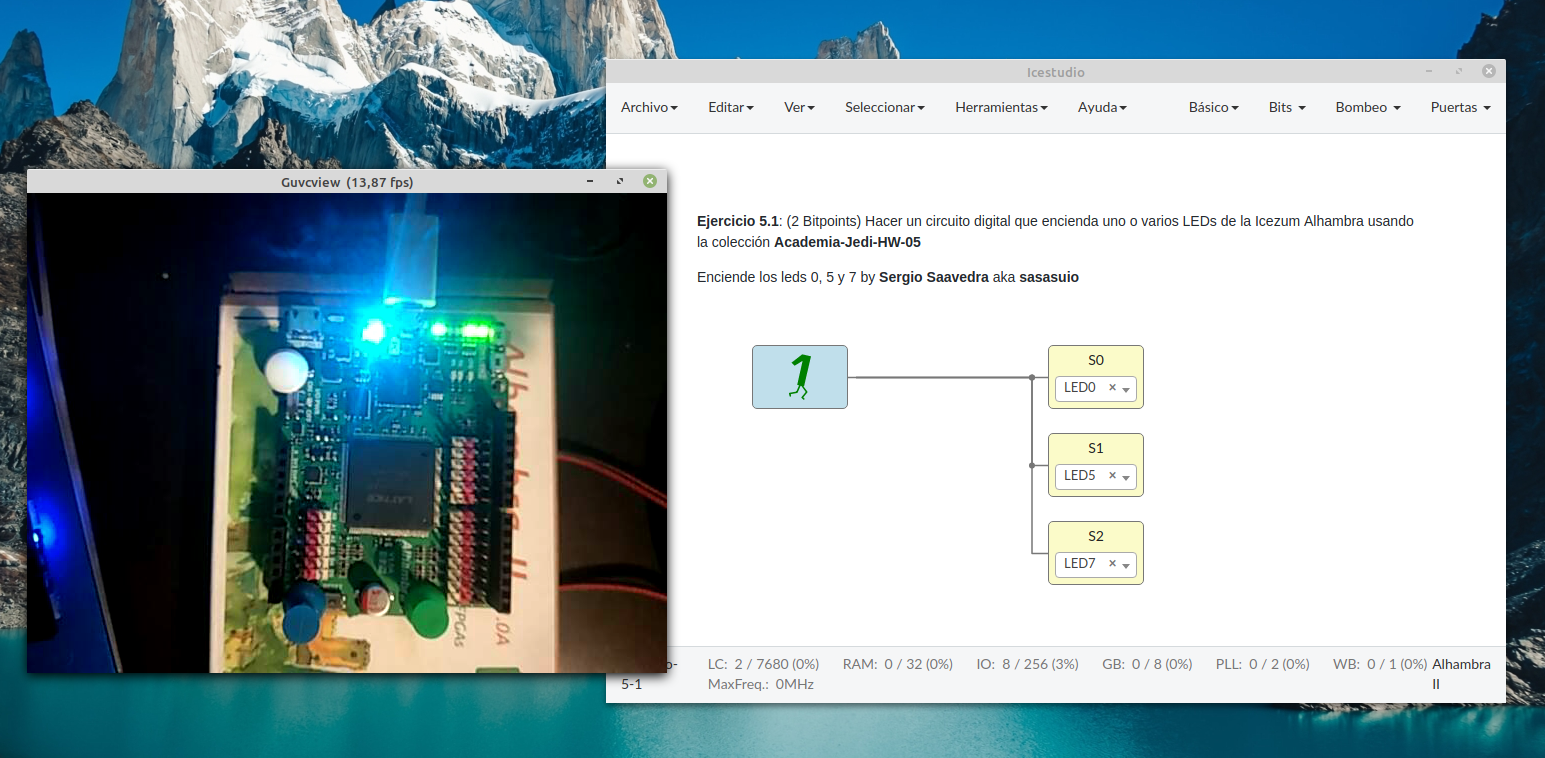 Icestudio
Archivo Editar Ver Seleccionar Herramientas Ayuda Básico Bits Bombeo Puertas
Guvcview (13,87 fps)
Ejercicio 5.1: (2 Bitpoints) Hacer un circuito digital que encienda uno o varios LEDs de la Icezum Alhambra usando
la colección Academia-Jedi-HW-05
Enciende los leds 0, 5 y 7 by Sergio Saavedra aka sasasuio
1
S0
LED0 ×
S1
LED5 ×
S2
LED7 ×
LATTICE
FPGAs
.0A
o-
5-1
LC: 2 / 7680 (0%) RAM: 0 / 32 (0%) IO: 8 / 256 (3%) GB: 0 / 8 (0%) PLL: 0 / 2 (0%) WB: 0 / 1 (0%)
MaxFreq.: 0MHz
Alhambra
II